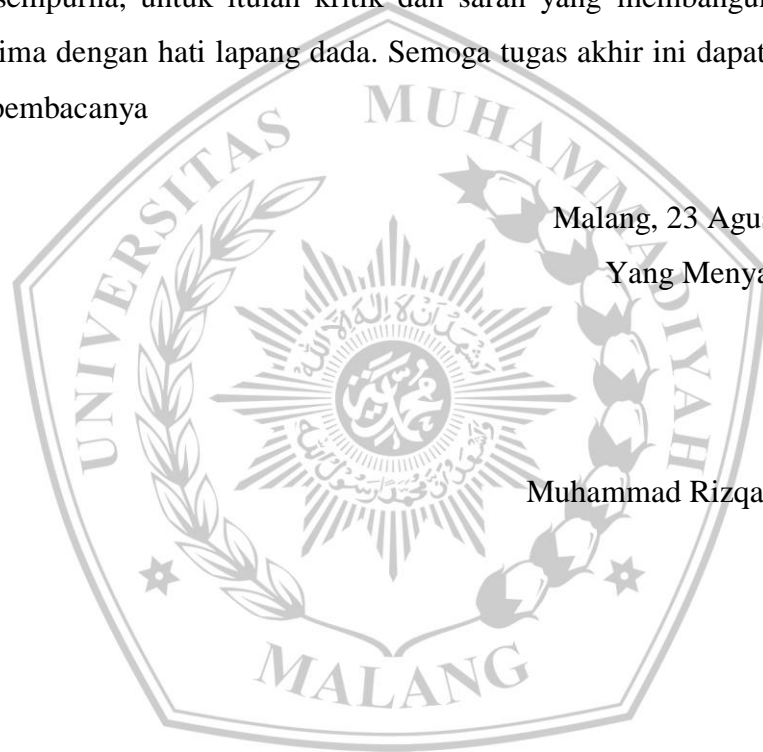 sempurna, untuk itulah kritik dan saran yang membangun
ima dengan hati lapang dada. Semoga tugas akhir ini dapat
pembacanya
Malang, 23 Agus
Yang Menya
Muhammad Rizqa
UNIVERSITAS MUHAMMADIYAH
MALANG